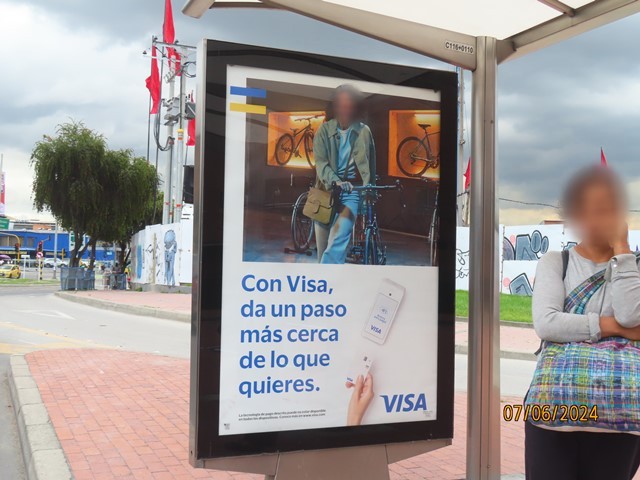 C116+0110
VISA
Con Visa,
da un paso
más cerca
de lo que
quieres.
VISA
07/06/2024